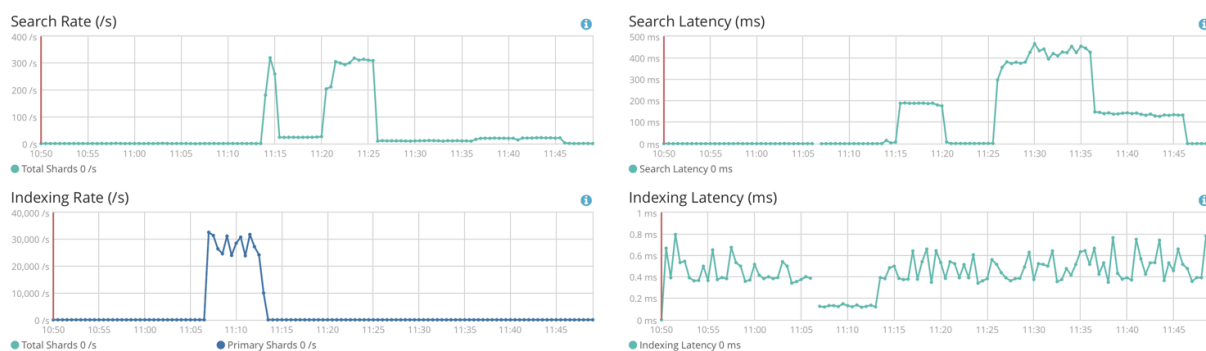 Search Rate (/s)
400 /s
300 /s
200 /s
100 /s
0 /s
10:50 10:55 11:00 11:05 11:10 11:15 11:20 11:25 11:30 11:35 11:40 11:45
Total Shards 0 /s
Search Latency (ms)
500 ms
400 ms
300 ms
200 ms
100 ms
0 ms
10:50 10:55 11:00 11:05 11:10 11:15 11:20 11:25 11:30 11:35 11:40 11:45
Search Latency 0 ms
Indexing Rate (/s)
40,000 /s
30,000 /s
20,000 /s
10,000 /s
0 /s
10:50 10:55 11:00 11:05 11:10 11:15 11:20 11:25 11:30 11:35 11:40 11:45
Total Shards 0 /s Primary Shards 0 /s
Indexing Latency (ms)
1 ms
0.8 ms
0.6 ms
0.4 ms
0.2 ms
0 ms
10:50 10:55 11:00 11:05 11:10 11:15 11:20 11:25 11:30 11:35 11:40 11:45
Indexing Latency 0 ms